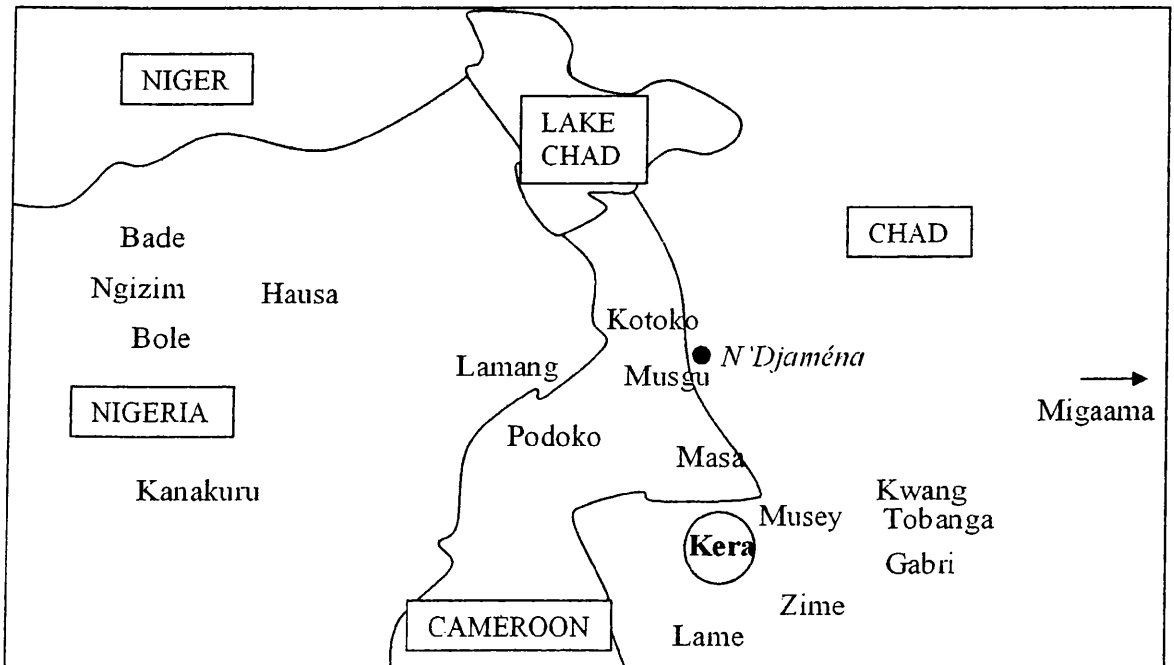 NIGER
LAKE
CHAD
Bade
CHAD
Ngizim
Hausa
Kotoko
Bole
N'Djaména
Lamang
Musgu
NIGERIA
Migaama
Podoko
Masa
Kanakuru
Kwang
Musey
Tobanga
Kera
Gabri
Zime
CAMEROON
Lame